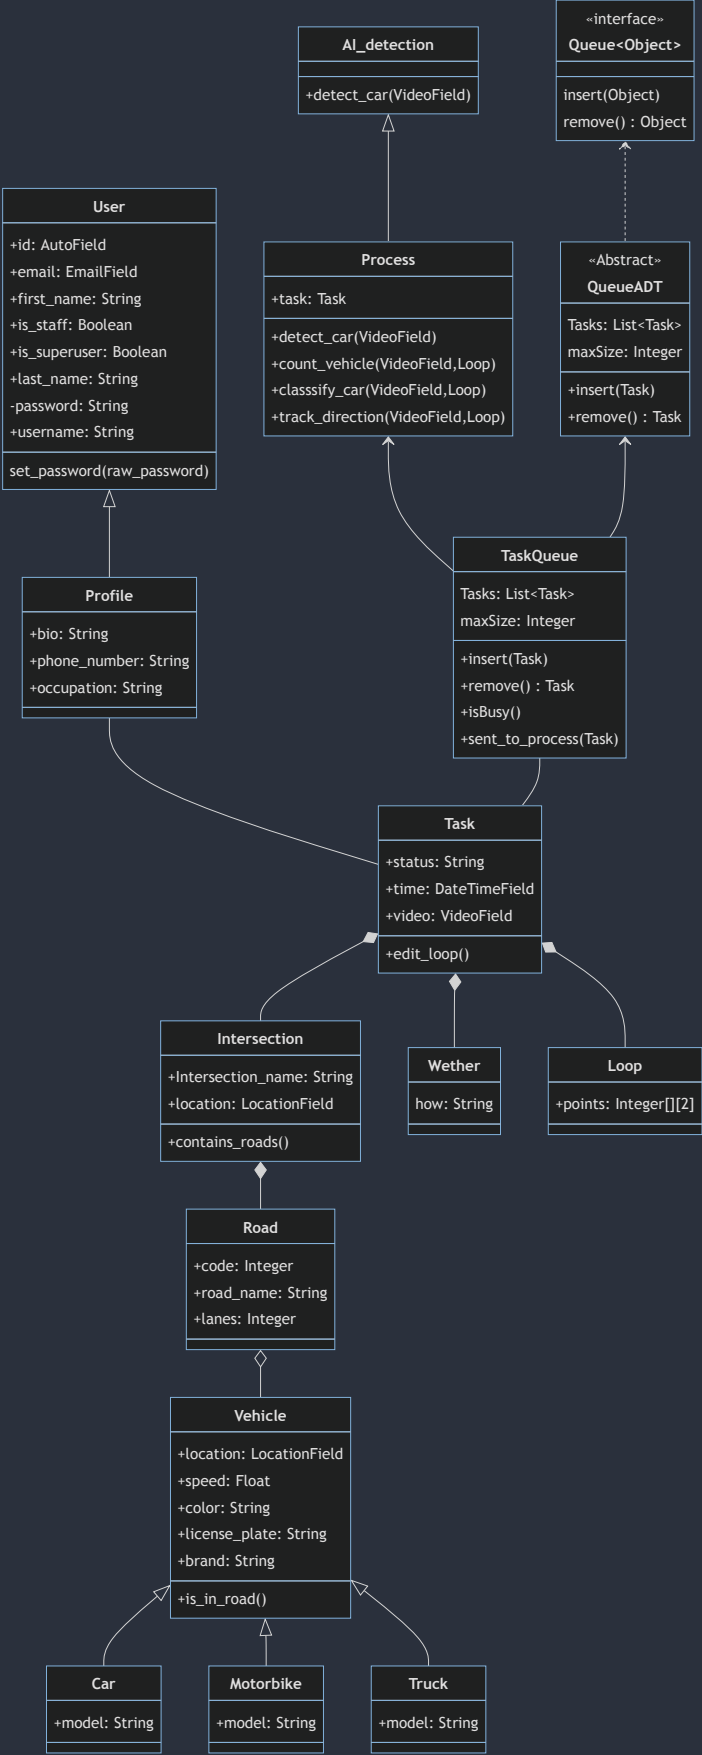 «interface»
Queue<Object>
insert(Object)
remove() : Object
AI_detection
+detect_car(VideoField)
User
+id: AutoField
+email: EmailField
+first_name: String
+is_staff: Boolean
+is_superuser: Boolean
+last_name: String
-password: String
+username: String
set_password(raw_password)
Process
+task: Task
+detect_car(VideoField)
+count_vehicle(VideoField,Loop)
+classsify_car(VideoField,Loop)
+track_direction(VideoField,Loop)
«Abstract»
QueueADT
Tasks: List<Task>
maxSize: Integer
+insert(Task)
+remove() : Task
TaskQueue
Tasks: List<Task>
maxSize: Integer
+insert(Task)
+remove() : Task
+isBusy()
+sent_to_process(Task)
Profile
+bio: String
+phone_number: String
+occupation: String
Task
+status: String
+time: DateTimeField
+video: VideoField
+edit_loop()
Intersection
+Intersection_name: String
+location: LocationField
+contains_roads()
Wether
how: String
Loop
+points: Integer[][2]
Road
+code: Integer
+road_name: String
+lanes: Integer
Vehicle
+location: LocationField
+speed: Float
+color: String
+license_plate: String
+brand: String
+is_in_road()
Car
+model: String
Motorbike
+model: String
Truck
+model: String